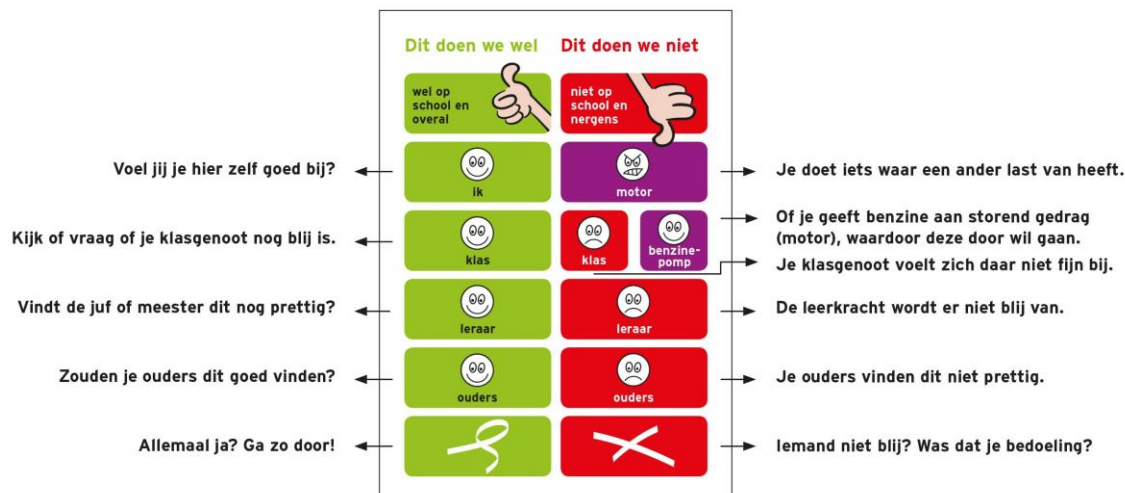 Dit doen we wel
Dit doen we niet
wel op
school en
overal
niet op
school en
nergens
Voel jij je hier zelf goed bij?
ik
motor
Je doet iets waar een ander last van heeft.
Kijk of vraag of je klasgenoot nog blij is.
klas
klas
benzine-
pomp
Of je geeft benzine aan storend gedrag
(motor), waardoor deze door wil gaan.
Je klasgenoot voelt zich daar niet fijn bij.
Vindt de juf of meester dit nog prettig?
leraar
leraar
De leerkracht wordt er niet blij van.
Zouden je ouders dit goed vinden?
ouders
ouders
Je ouders vinden dit niet prettig.
Allemaal ja? Ga zo door!
Iemand niet blij? Was dat je bedoeling?